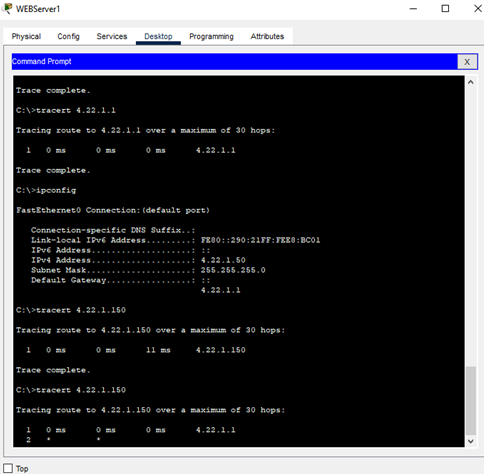 WEBServer1
Physical Config Services Desktop Programming Attributes
Command Prompt X
Trace complete.
C:\>tracert 4.22.1.1
Tracing route to 4.22.1.1 over a maximum of 30 hops:
1 0 ms 0 ms 0 ms 4.22.1.1
Trace complete.
C:\>ipconfig
FastEthernet0 Connection:(default port)
Connection-specific DNS Suffix..:
Link-local IPv6 Address.........: FE80::290:21FF:FEE8:BC01
IPv6 Address....................: ::
IPv4 Address....................: 4.22.1.50
Subnet Mask.....................: 255.255.255.0
Default Gateway.................: ::
4.22.1.1
C:\>tracert 4.22.1.150
Tracing route to 4.22.1.150 over a maximum of 30 hops:
1 0 ms 0 ms 11 ms 4.22.1.150
Trace complete.
C:\>tracert 4.22.1.150
Tracing route to 4.22.1.150 over a maximum of 30 hops:
1 0 ms 0 ms 0 ms 4.22.1.1
2 * *
Top